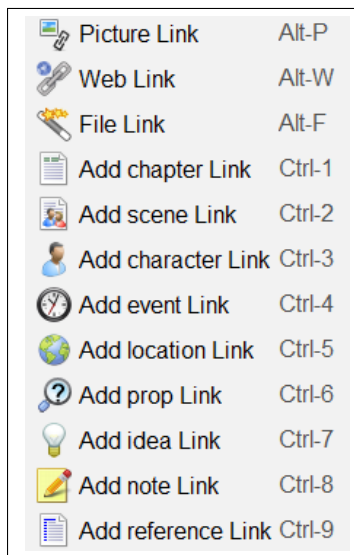 Picture Link Alt-P
Web Link Alt-W
File Link Alt-F
Add chapter Link Ctrl-1
Add scene Link Ctrl-2
Add character Link Ctrl-3
Add event Link Ctrl-4
Add location Link Ctrl-5
Add prop Link Ctrl-6
Add idea Link Ctrl-7
Add note Link Ctrl-8
Add reference Link Ctrl-9